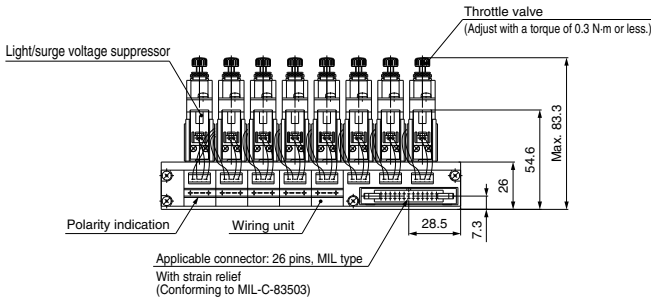 Throttle valve
(Adjust with a torque of 0.3 N·m or less.)
Light/surge voltage suppressor
Max. 83.3
54.6
26
7.3
28.5
Polarity indication
Wiring unit
Applicable connector: 26 pins, MIL type
With strain relief
(Conforming to MIL-C-83503)